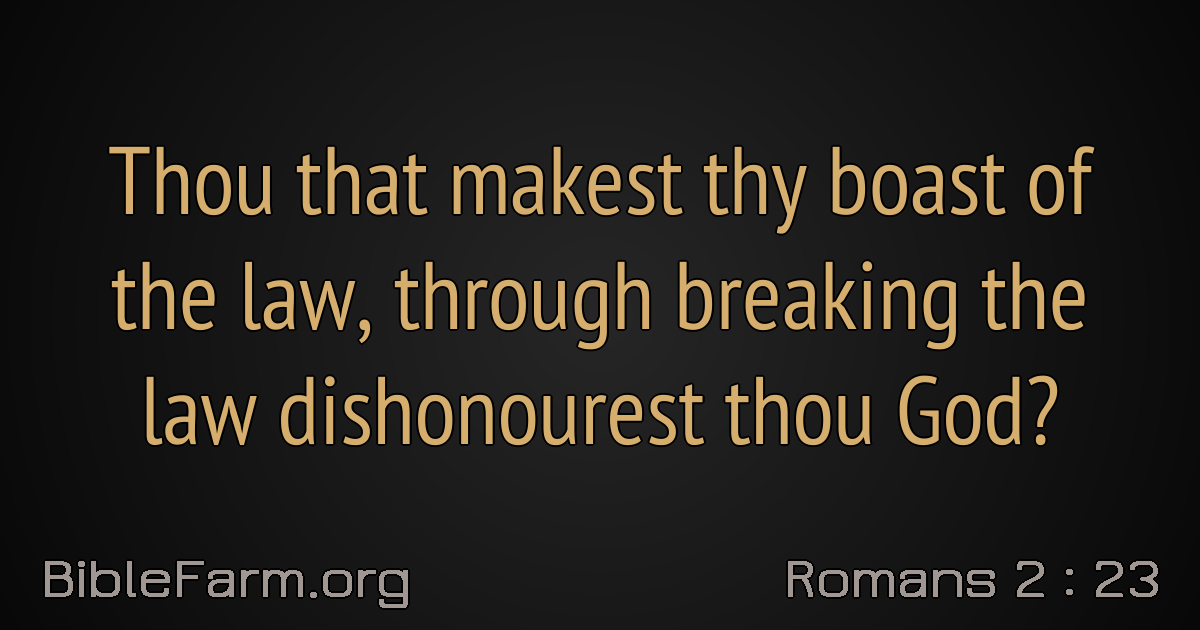 Thou that makest thy boast of
the law, through breaking the
law dishonourest thou God?
BibleFarm.org
Romans 2 : 23